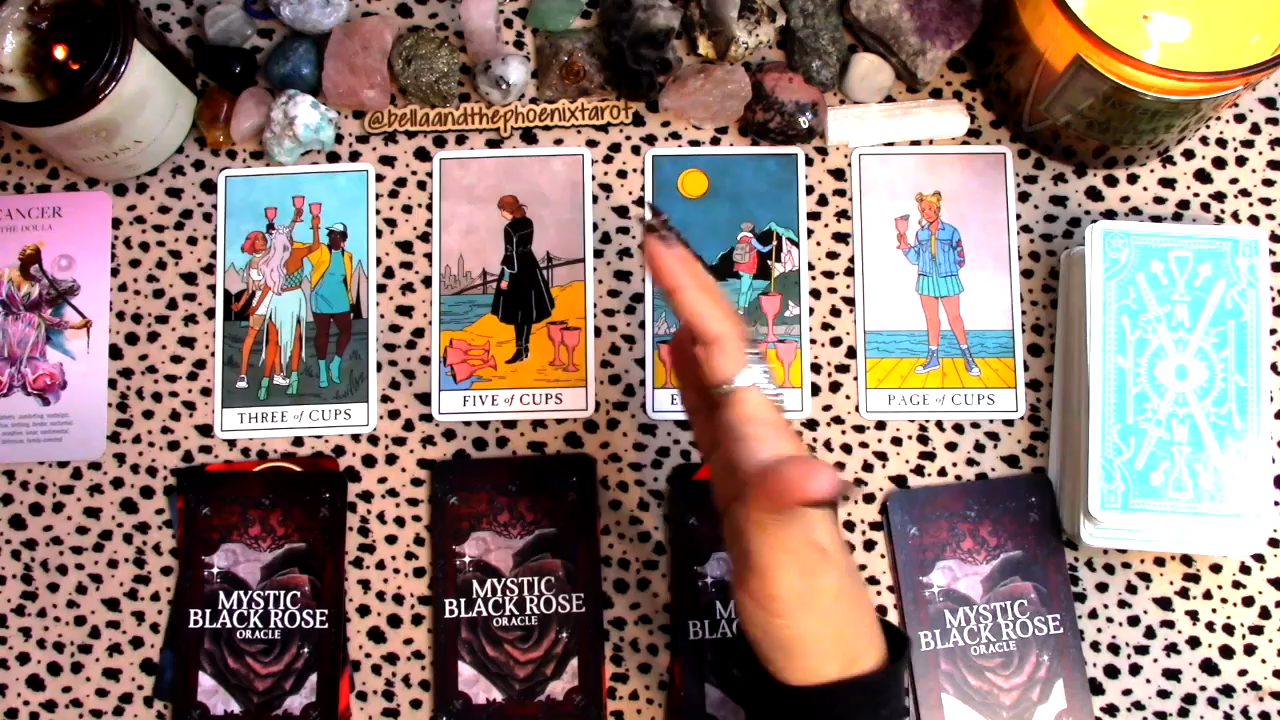 DIOSA
@bellaandthephoenixtarot
CANCER
THE DOULA
THREE of CUPS
FIVE of CUPS
E
PAGE of CUPS
MYSTIC
BLACK ROSE
ORACLE
MYSTIC
BLACK ROSE
ORACLE
M
BLAC
MYSTIC
BLACK ROSE
ORACLE